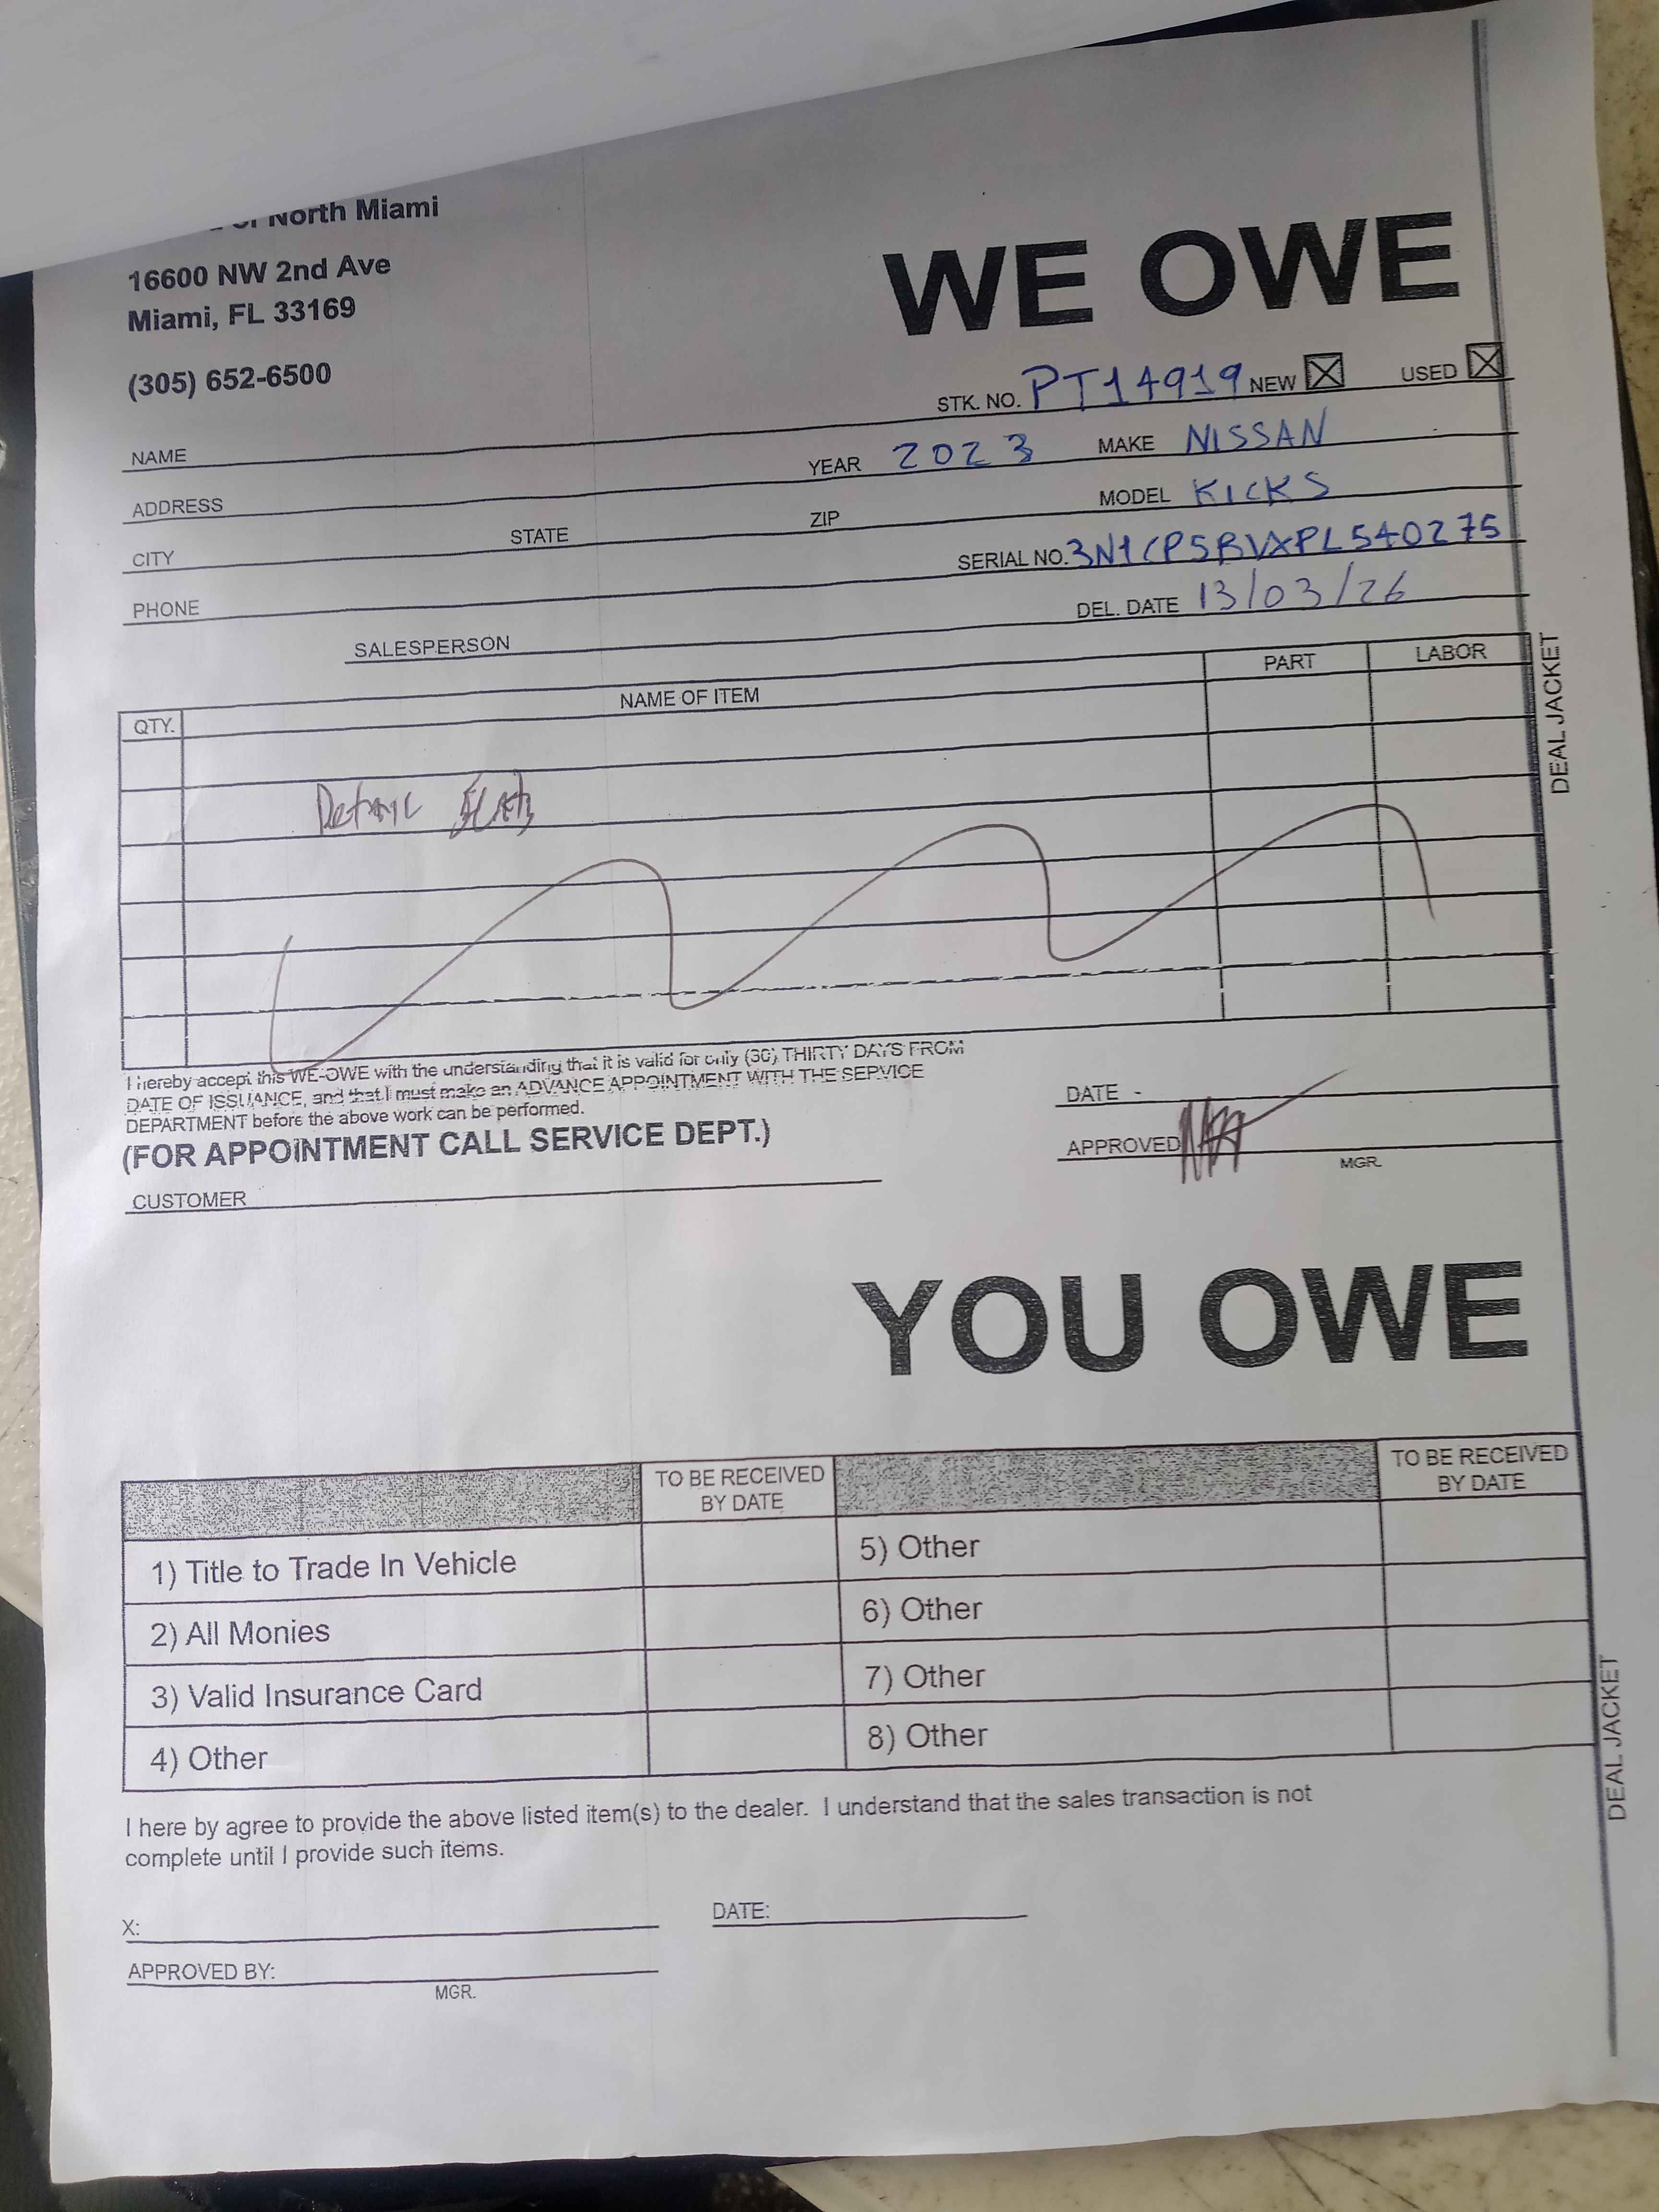 North Miami
16600 NW 2nd Ave
Miami, FL 33169
(305) 652-6500
WE OWE
STK. NO. PT14919 NEW USED
NAME
YEAR 2023 MAKE NISSAN
ADDRESS
MODEL KICKS
CITY STATE ZIP
SERIAL NO. 3N1CP5BVXPL540275
PHONE
DEL. DATE 13/03/26
SALESPERSON
QTY. NAME OF ITEM PART LABOR
I hereby accept this WE-OWE with the understanding that it is valid for only (30) THIRTY DAYS FROM
DATE OF ISSUANCE, and that I must make an ADVANCE APPOINTMENT WITH THE SERVICE
DEPARTMENT before the above work can be performed.
(FOR APPOINTMENT CALL SERVICE DEPT.)
CUSTOMER
DATE -
APPROVED
MGR.
DEAL JACKET
YOU OWE
TO BE RECEIVED
BY DATE
TO BE RECEIVED
BY DATE
1) Title to Trade In Vehicle
2) All Monies
3) Valid Insurance Card
4) Other
5) Other
6) Other
7) Other
8) Other
I here by agree to provide the above listed item(s) to the dealer. I understand that the sales transaction is not
complete until I provide such items.
X:
DATE:
APPROVED BY:
MGR.
DEAL JACKET